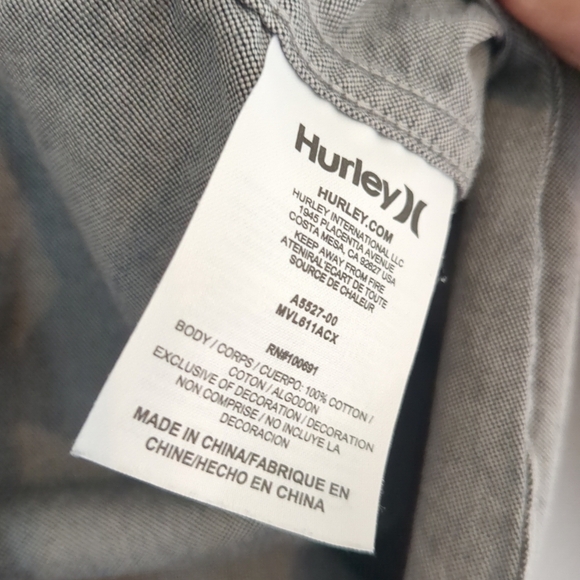 Hurley
HURLEY.COM
HURLEY INTERNATIONAL LLC
1945 PLACENTIA AVENUE
COSTA MESA, CA 92627 USA
KEEP AWAY FROM FIRE
ATENIRAL'ECART DE TOUTE
SOURCE DE CHALEUR
A5527-00
MVL611ACX
RN#100691
BODY / CORPS / CUERPO: 100% COTTON /
COTON / ALGODON
EXCLUSIVE OF DECORATION / DECORATION
NON COMPRISE / NO INCLUYE LA
DECORACION
MADE IN CHINA/FABRIQUE EN
CHINE/HECHO EN CHINA